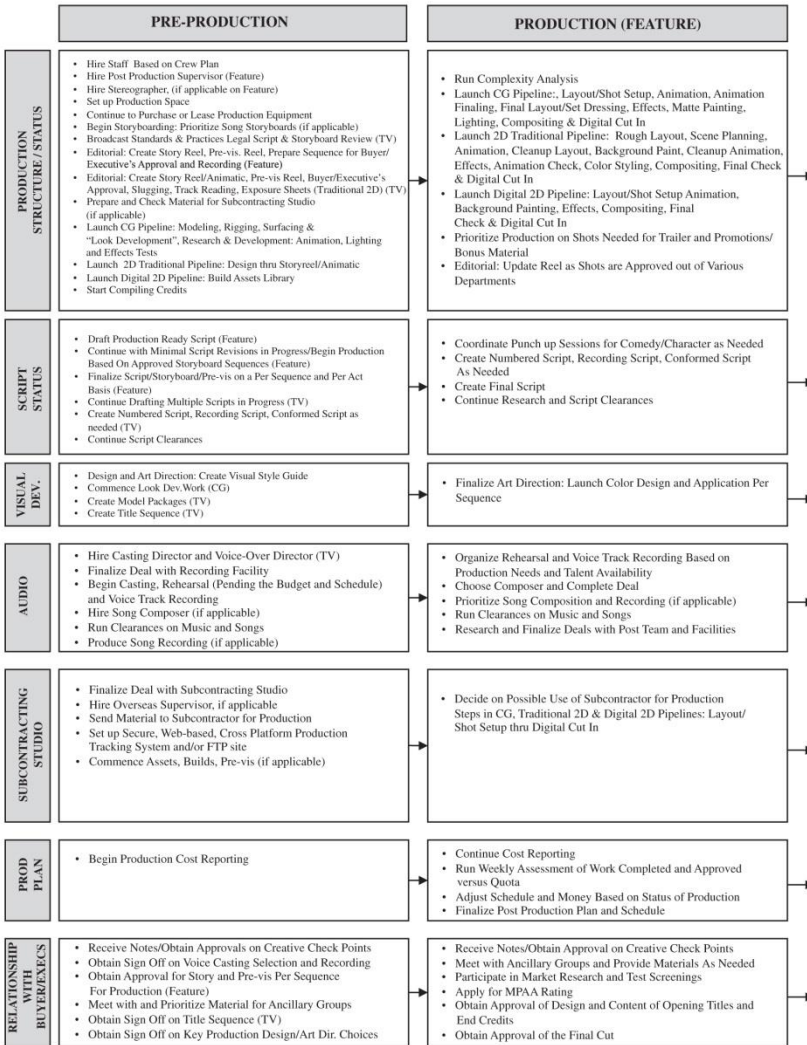 PRE-PRODUCTION
PRODUCTION (FEATURE)
PRODUCTION
STRUCTURE / STATUS
• Hire Staff Based on Crew Plan
• Hire Post Production Supervisor (Feature)
• Hire Stereographer, (if applicable on Feature)
• Set up Production Space
• Continue to Purchase or Lease Production Equipment
• Begin Storyboarding: Prioritize Song Storyboards (if applicable)
• Broadcast Standards & Practices Legal Script & Storyboard Review (TV)
• Editorial: Create Story Reel, Pre-vis. Reel, Prepare Sequence for Buyer/
Executive's Approval and Recording (Feature)
• Editorial: Create Story Reel/Animatic, Pre-vis Reel, Buyer/Executive's
Approval, Slugging, Track Reading, Exposure Sheets (Traditional 2D) (TV)
• Prepare and Check Material for Subcontracting Studio
(if applicable)
• Launch CG Pipeline: Modeling, Rigging, Surfacing &
“Look Development”, Research & Development: Animation, Lighting
and Effects Tests
• Launch 2D Traditional Pipeline: Design thru Storyreel/Animatic
• Launch Digital 2D Pipeline: Build Assets Library
• Start Compiling Credits
• Run Complexity Analysis
• Launch CG Pipeline:, Layout/Shot Setup, Animation, Animation
Finaling, Final Layout/Set Dressing, Effects, Matte Painting,
Lighting, Compositing & Digital Cut In
• Launch 2D Traditional Pipeline: Rough Layout, Scene Planning,
Animation, Cleanup Layout, Background Paint, Cleanup Animation,
Effects, Animation Check, Color Styling, Compositing, Final Check
& Digital Cut In
• Launch Digital 2D Pipeline: Layout/Shot Setup Animation,
Background Painting, Effects, Compositing, Final
Check & Digital Cut In
• Prioritize Production on Shots Needed for Trailer and Promotions/
Bonus Material
• Editorial: Update Reel as Shots are Approved out of Various
Departments
SCRIPT
STATUS
• Draft Production Ready Script (Feature)
• Continue with Minimal Script Revisions in Progress/Begin Production
Based On Approved Storyboard Sequences (Feature)
• Finalize Script/Storyboard/Pre-vis on a Per Sequence and Per Act
Basis (Feature)
• Continue Drafting Multiple Scripts in Progress (TV)
• Create Numbered Script, Recording Script, Conformed Script as
needed (TV)
• Continue Script Clearances
• Coordinate Punch up Sessions for Comedy/Character as Needed
• Create Numbered Script, Recording Script, Conformed Script
As Needed
• Create Final Script
• Continue Research and Script Clearances
VISUAL
DEV.
• Design and Art Direction: Create Visual Style Guide
• Commence Look Dev.Work (CG)
• Create Model Packages (TV)
• Create Title Sequence (TV)
• Finalize Art Direction: Launch Color Design and Application Per
Sequence
AUDIO
• Hire Casting Director and Voice-Over Director (TV)
• Finalize Deal with Recording Facility
• Begin Casting, Rehearsal (Pending the Budget and Schedule)
and Voice Track Recording
• Hire Song Composer (if applicable)
• Run Clearances on Music and Songs
• Produce Song Recording (if applicable)
• Organize Rehearsal and Voice Track Recording Based on
Production Needs and Talent Availability
• Choose Composer and Complete Deal
• Prioritize Song Composition and Recording (if applicable)
• Run Clearances on Music and Songs
• Research and Finalize Deals with Post Team and Facilities
SUBCONTRACTING
STUDIO
• Finalize Deal with Subcontracting Studio
• Hire Overseas Supervisor, if applicable
• Send Material to Subcontractor for Production
• Set up Secure, Web-based, Cross Platform Production
Tracking System and/or FTP site
• Commence Assets, Builds, Pre-vis (if applicable)
• Decide on Possible Use of Subcontractor for Production
Steps in CG, Traditional 2D & Digital 2D Pipelines: Layout/
Shot Setup thru Digital Cut In
PROD
PLAN
• Begin Production Cost Reporting
• Continue Cost Reporting
• Run Weekly Assessment of Work Completed and Approved
versus Quota
• Adjust Schedule and Money Based on Status of Production
• Finalize Post Production Plan and Schedule
RELATIONSHIP
WITH
BUYER/EXECS
• Receive Notes/Obtain Approvals on Creative Check Points
• Obtain Sign Off on Voice Casting Selection and Recording
• Obtain Approval for Story and Pre-vis Per Sequence
For Production (Feature)
• Meet with and Prioritize Material for Ancillary Groups
• Obtain Sign Off on Title Sequence (TV)
• Obtain Sign Off on Key Production Design/Art Dir. Choices
• Receive Notes/Obtain Approval on Creative Check Points
• Meet with Ancillary Groups and Provide Materials As Needed
• Participate in Market Research and Test Screenings
• Apply for MPAA Rating
• Obtain Approval of Design and Content of Opening Titles and
End Credits
• Obtain Approval of the Final Cut